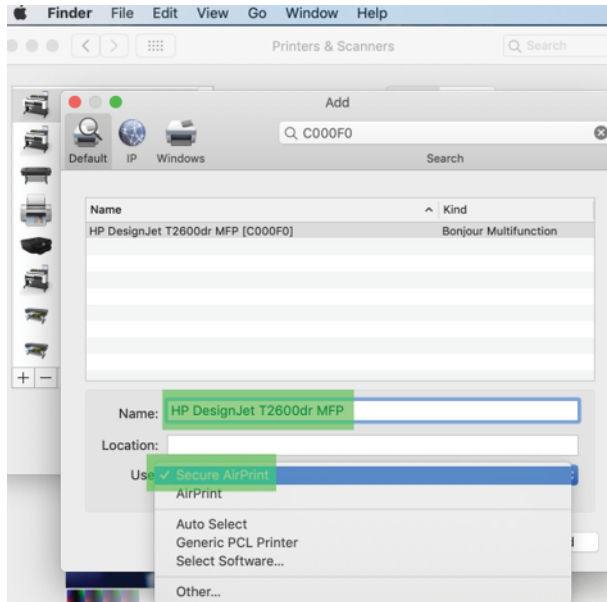 Finder File Edit View Go Window Help
Printers & Scanners
Search
Add
C000F0
Default IP Windows
Search
Name Kind
HP DesignJet T2600dr MFP [C000F0] Bonjour Multifunction
+ −
Name: HP DesignJet T2600dr MFP
Location:
Use ✓ Secure AirPrint
AirPrint
Auto Select
Generic PCL Printer
Select Software...
Other...